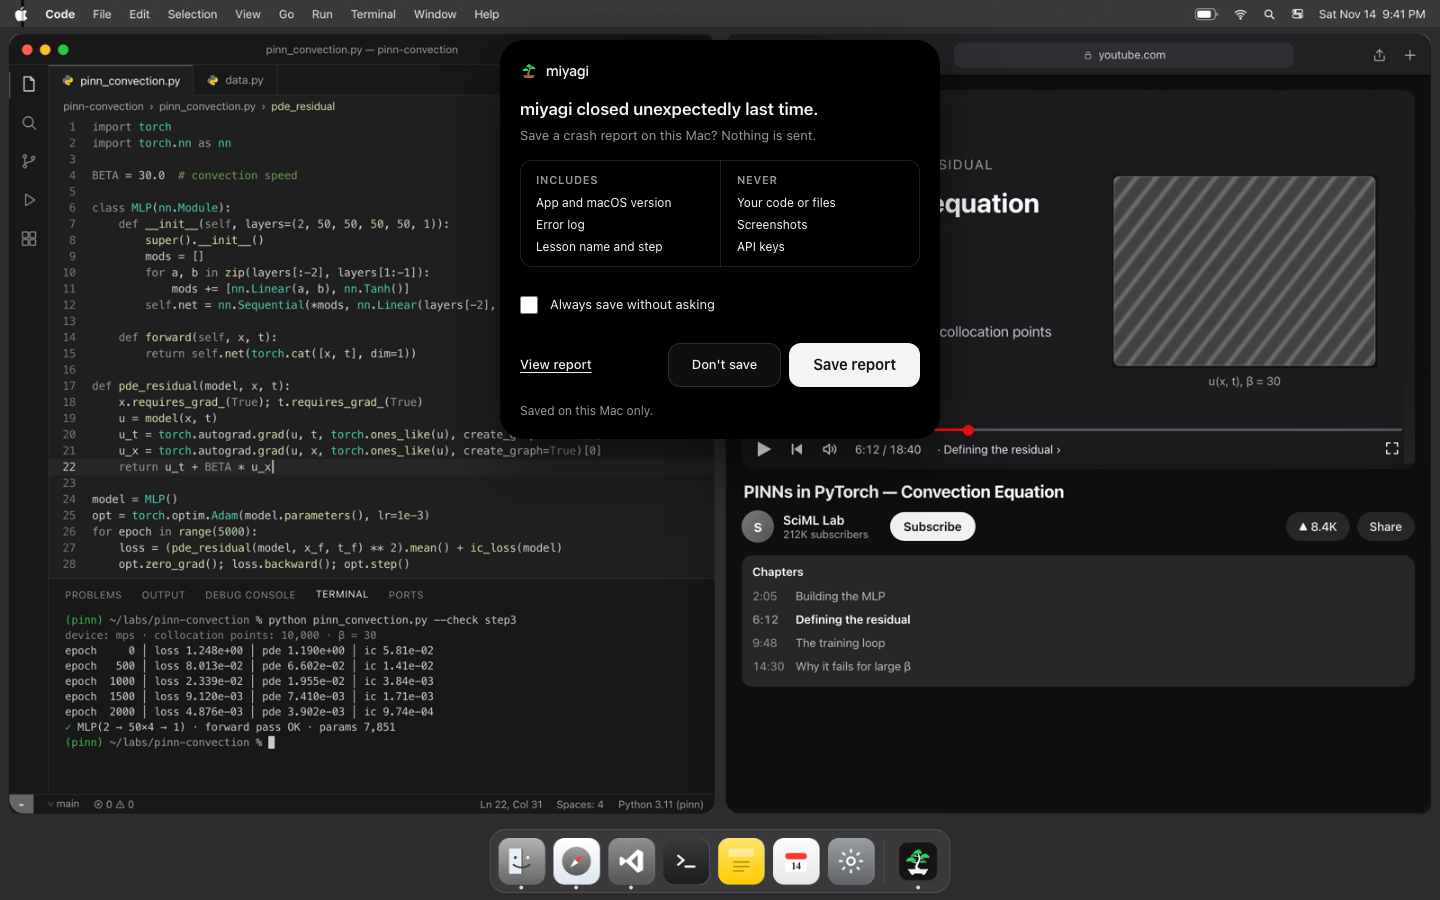 Code File Edit Selection View Go Run Terminal Window Help
Sat Nov 14 9:41 PM
pinn_convection.py — pinn-convection
pinn_convection.py
data.py
pinn-convection › pinn_convection.py › pde_residual
1 import torch
2 import torch.nn as nn
3
4 BETA = 30.0 # convection speed
5
6 class MLP(nn.Module):
7 def __init__(self, layers=(2, 50, 50, 50, 50, 1)):
8 super().__init__()
9 mods = []
10 for a, b in zip(layers[:-2], layers[1:-1]):
11 mods += [nn.Linear(a, b), nn.Tanh()]
12 self.net = nn.Sequential(*mods, nn.Linear(layers[-2],
13
14 def forward(self, x, t):
15 return self.net(torch.cat([x, t], dim=1))
16
17 def pde_residual(model, x, t):
18 x.requires_grad_(True); t.requires_grad_(True)
19 u = model(x, t)
20 u_t = torch.autograd.grad(u, t, torch.ones_like(u),
21 u_x = torch.autograd.grad(u, x, torch.ones_like(u), create_graph=True)[0]
22 return u_t + BETA * u_x
23
24 model = MLP()
25 opt = torch.optim.Adam(model.parameters(), lr=1e-3)
26 for epoch in range(5000):
27 loss = (pde_residual(model, x_f, t_f) ** 2).mean() + ic_loss(model)
28 opt.zero_grad(); loss.backward(); opt.step()
PROBLEMS OUTPUT DEBUG CONSOLE TERMINAL PORTS
(pinn) ~/labs/pinn-convection % python pinn_convection.py --check step3
device: mps · collocation points: 10,000 · β = 30
epoch 0 | loss 1.248e+00 | pde 1.190e+00 | ic 5.81e-02
epoch 500 | loss 8.013e-02 | pde 6.602e-02 | ic 1.41e-02
epoch 1000 | loss 2.339e-02 | pde 1.955e-02 | ic 3.84e-03
epoch 1500 | loss 9.120e-03 | pde 7.410e-03 | ic 1.71e-03
epoch 2000 | loss 4.876e-03 | pde 3.902e-03 | ic 9.74e-04
✓ MLP(2 → 50×4 → 1) · forward pass OK · params 7,851
(pinn) ~/labs/pinn-convection %
main 0 0 Ln 22, Col 31 Spaces: 4 Python 3.11 (pinn)
miyagi
miyagi closed unexpectedly last time.
Save a crash report on this Mac? Nothing is sent.
INCLUDES
App and macOS version
Error log
Lesson name and step
NEVER
Your code or files
Screenshots
API keys
Always save without asking
View report
Don't save
Save report
Saved on this Mac only.
youtube.com
SIDUAL
equation
collocation points
u(x, t), β = 30
6:12 / 18:40 · Defining the residual ›
PINNs in PyTorch — Convection Equation
S
SciML Lab
212K subscribers
Subscribe
8.4K
Share
Chapters
2:05 Building the MLP
6:12 Defining the residual
9:48 The training loop
14:30 Why it fails for large β
14